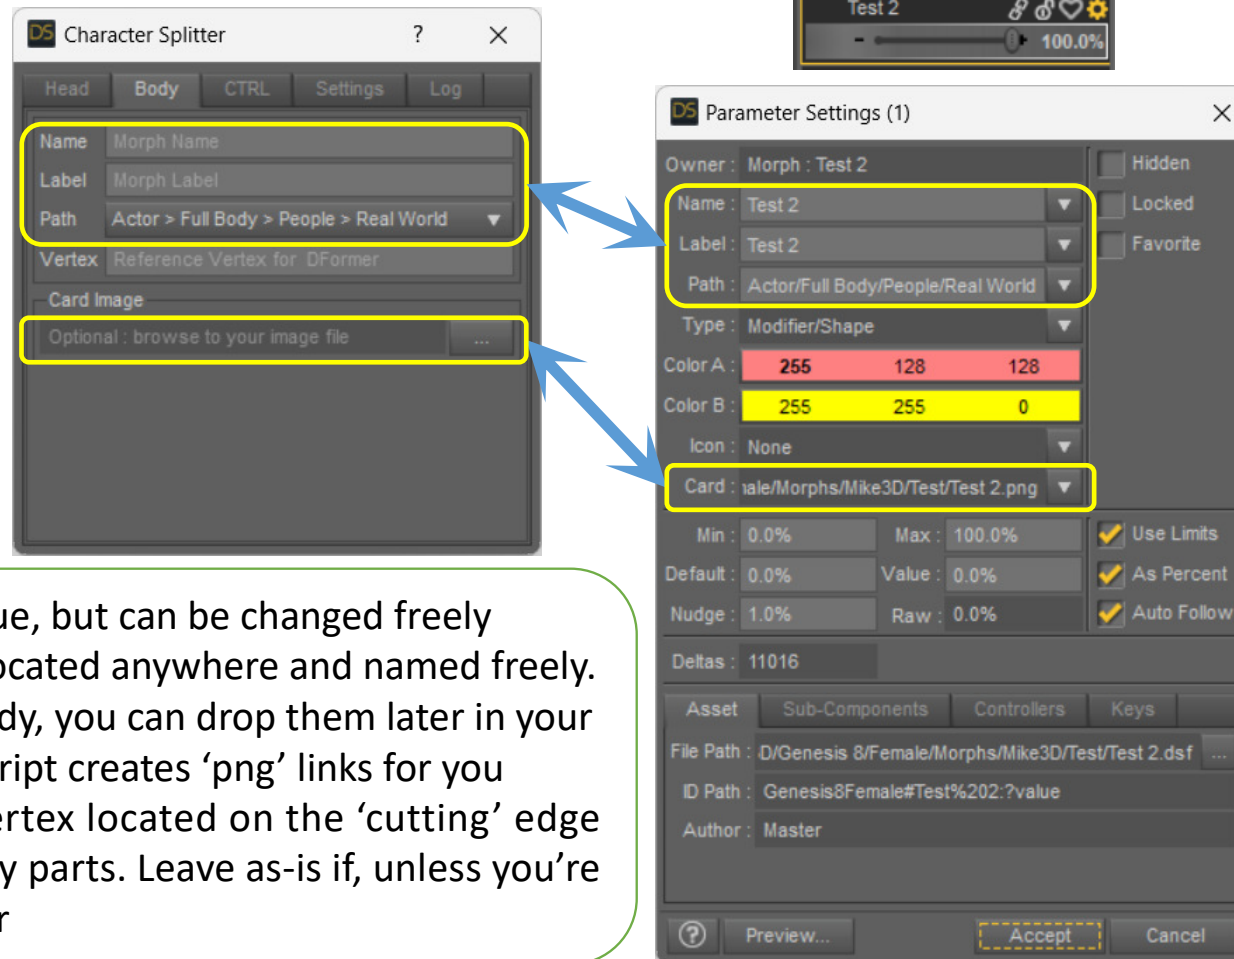 Test 2
100.0%
DS Character Splitter ? ×
Head Body CTRL Settings Log
Name Morph Name
Label Morph Label
Path Actor > Full Body > People > Real World
Vertex Reference Vertex for DFormer
Card Image
Optional : browse to your image file ...
DS Parameter Settings (1) ×
Owner : Morph : Test 2
Hidden
Name : Test 2
Locked
Label : Test 2
Favorite
Path : Actor/Full Body/People/Real World
Type : Modifier/Shape
Color A : 255 128 128
Color B : 255 255 0
Icon : None
Card : ale/Morphs/Mike3D/Test/Test 2.png
Min : 0.0% Max : 100.0%
Use Limits
Default : 0.0% Value : 0.0%
As Percent
Nudge : 1.0% Raw : 0.0%
Auto Follow
Deltas : 11016
Asset Sub-Components Controllers Keys
File Path : D/Genesis 8/Female/Morphs/Mike3D/Test/Test 2.dsf ...
ID Path : Genesis8Female#Test%202:?value
Author : Master
? Preview... Accept Cancel
ue, but can be changed freely
ocated anywhere and named freely.
dy, you can drop them later in your
ript creates ‘png’ links for you
ertex located on the ‘cutting’ edge
y parts. Leave as-is if, unless you’re
r